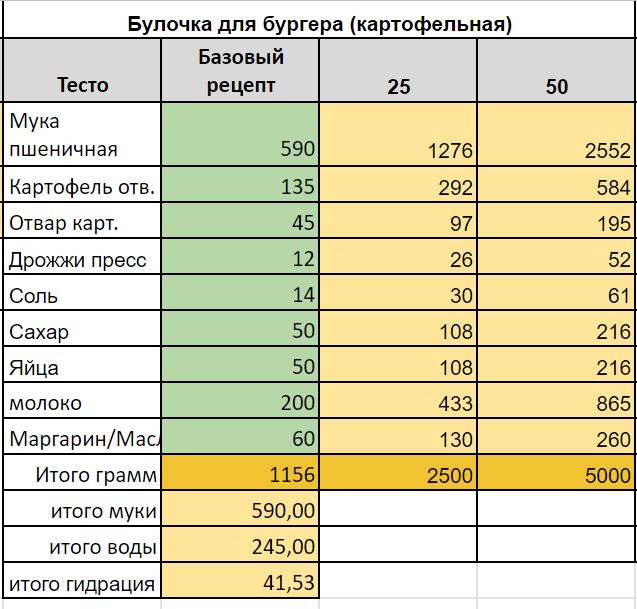 Булочка для бургера (картофельная)
Тесто Базовый рецепт 25 50
Мука пшеничная 590 1276 2552
Картофель отв. 135 292 584
Отвар карт. 45 97 195
Дрожжи пресс 12 26 52
Соль 14 30 61
Сахар 50 108 216
Яйца 50 108 216
молоко 200 433 865
Маргарин/Масл 60 130 260
Итого грамм 1156 2500 5000
итого муки 590,00
итого воды 245,00
итого гидрация 41,53